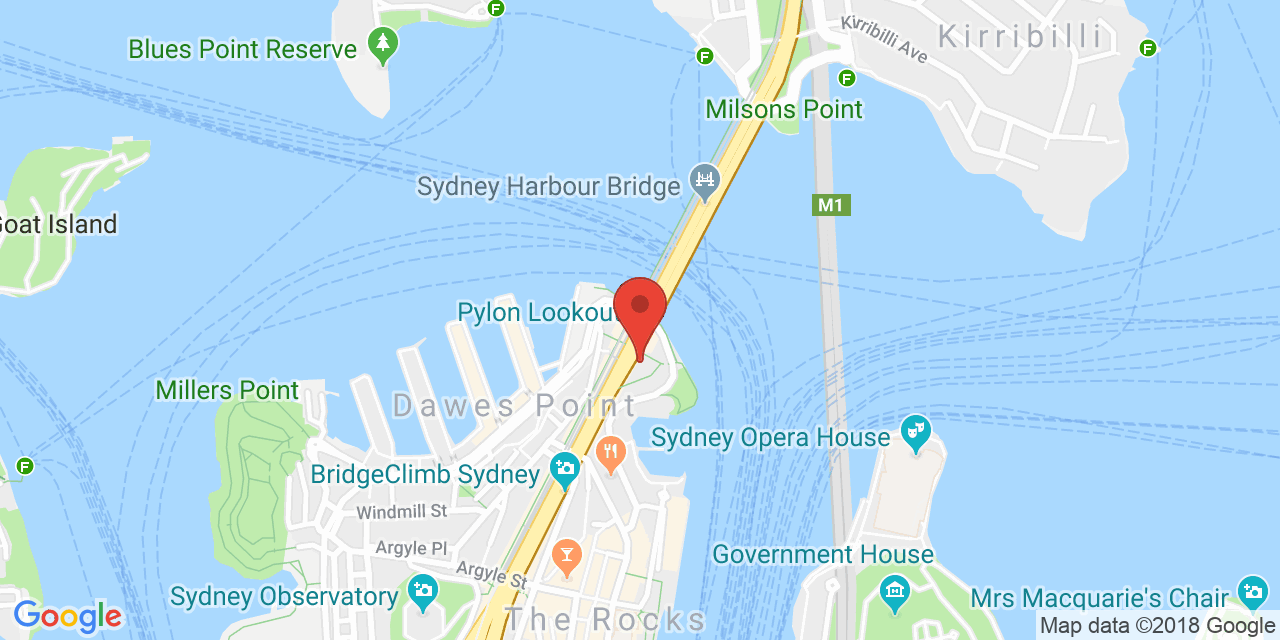 F
Kirribilli Ave
Kirribilli
Blues Point Reserve
F
F
F
Milsons Point
Sydney Harbour Bridge
M1
Goat Island
Pylon Lookout
Millers Point
Dawes Point
Sydney Opera House
F
BridgeClimb Sydney
Windmill St
Argyle Pl
Government House
Argyle St
Sydney Observatory
Mrs Macquarie's Chair
The Rocks
Google
Map data ©2018 Google